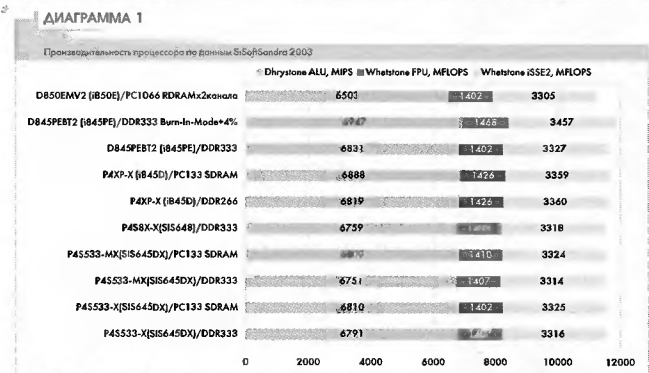 ДИАГРАММА 1
Производительность процессора по данным SiSoftSandra 2003
Dhrystone ALU, MIPS Whetstone FPU, MFLOPS Whetstone iSSE2, MFLOPS
D850EMV2 (i850E)/PC1066 RDRAMx2канала 6503 1402 3305
D845PEBT2 (i845PE)/DDR333 Burn-In-Mode+4% 6947 1468 3457
D845PEBT2 (i845PE)/DDR333 6831 1402 3327
P4XP-X (i845D)/PC133 SDRAM 6888 1426 3359
P4XP-X (i845D)/DDR266 6819 1426 3360
P4S8X-X(SIS648)/DDR333 6759 3318
P4S533-MX(SIS645DX)/PC133 SDRAM 1410 3324
P4S533-MX(SIS645DX)/DDR333 6751 1407 3314
P4S533-X(SIS645DX)/PC133 SDRAM 6810 1402 3325
P4S533-X(SIS645DX)/DDR333 6791 3316
0 2000 4000 6000 8000 10000 12000